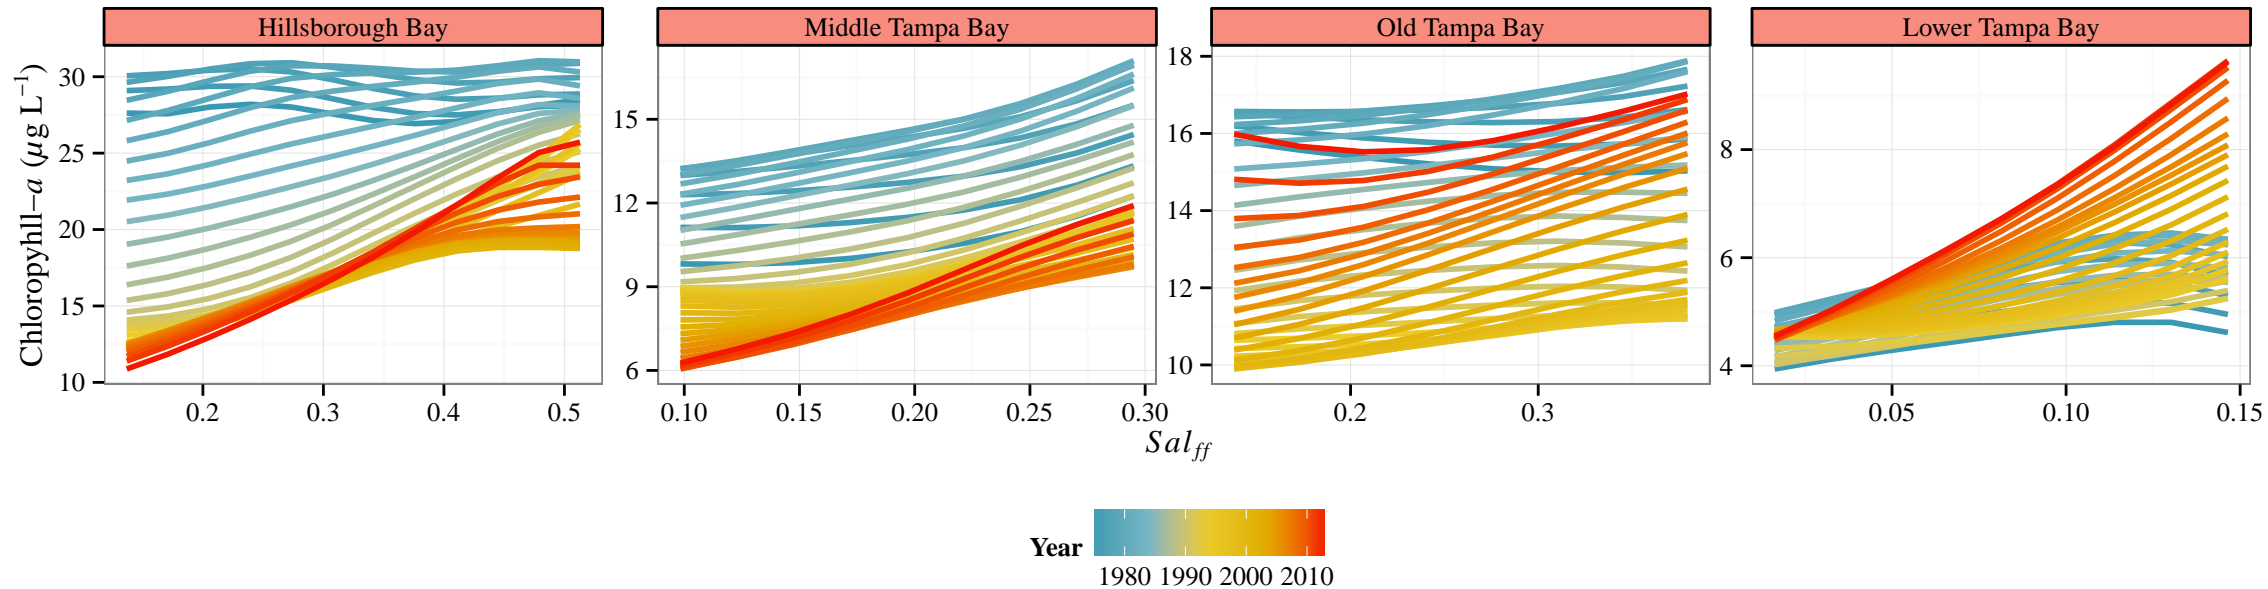 Hillsborough Bay
Middle Tampa Bay
Old Tampa Bay
Lower Tampa Bay
Chloropyhll−a (μg L⁻¹)
30
25
20
15
10
15
12
9
6
18
16
14
12
10
8
6
4
0.2 0.3 0.4 0.5
0.10 0.15 0.20 0.25 0.30
0.2 0.3
0.05 0.10 0.15
Sal_ff
Year
1980 1990 2000 2010